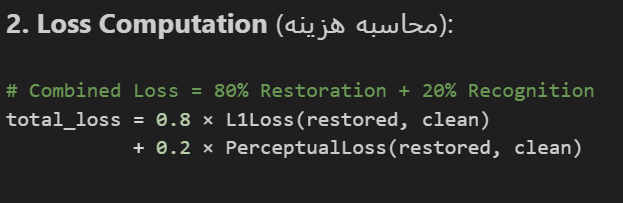 2. Loss Computation (محاسبه هزینه):
# Combined Loss = 80% Restoration + 20% Recognition
total_loss = 0.8 × L1Loss(restored, clean)
+ 0.2 × PerceptualLoss(restored, clean)